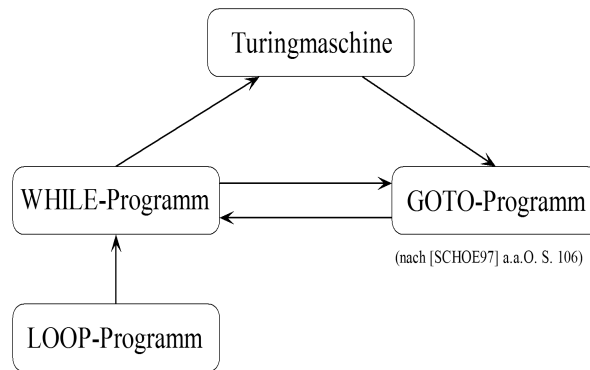 Turingmaschine
WHILE-Programm
GOTO-Programm
(nach [SCHOE97] a.a.O. S. 106)
LOOP-Programm